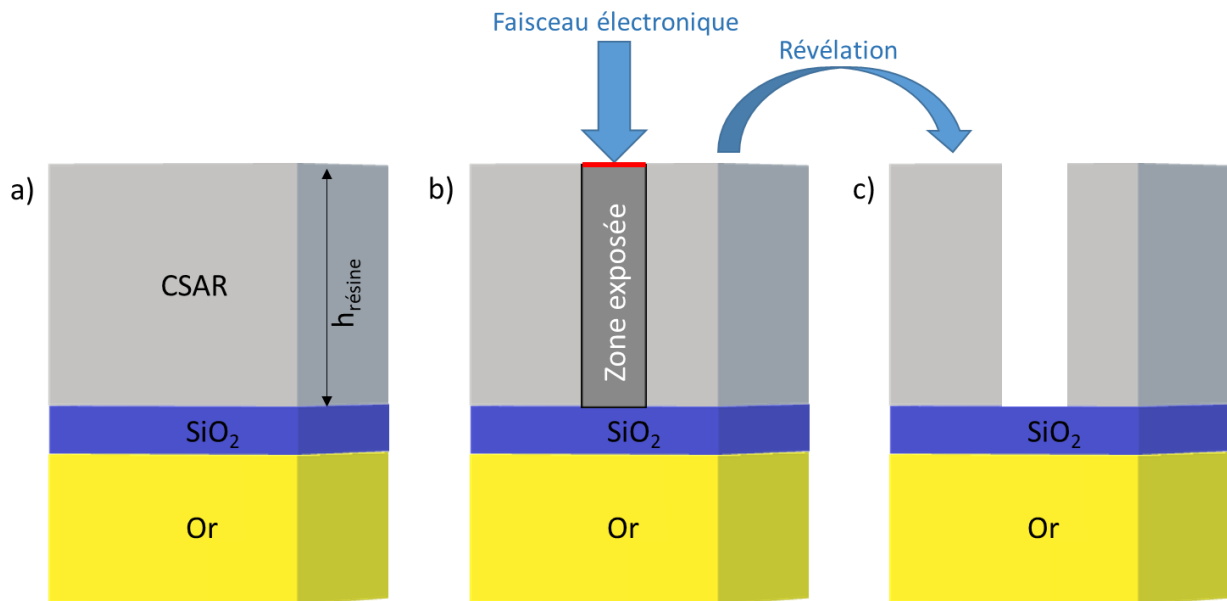 Faisceau électronique
Révélation
a)
CSAR
hrésine
SiO2
Or
b)
Zone exposée
SiO2
Or
c)
SiO2
Or